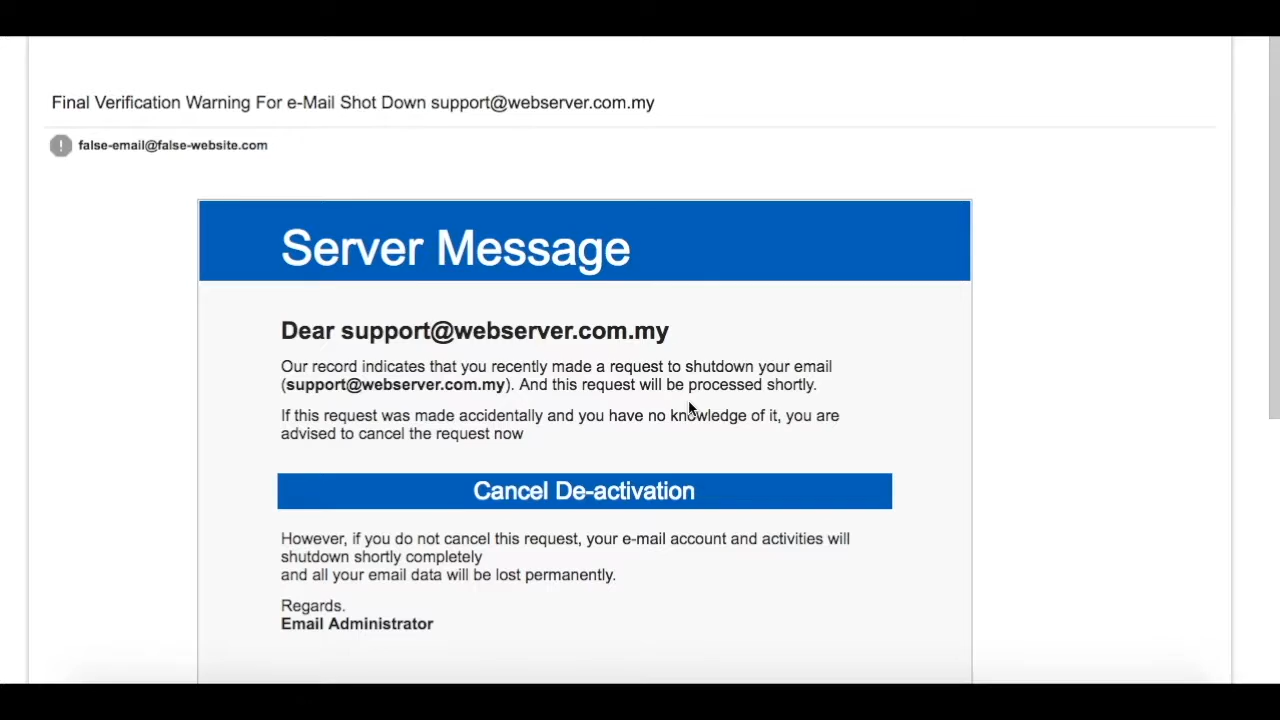 Final Verification Warning For e-Mail Shot Down support@webserver.com.my
false-email@false-website.com
Server Message
Dear support@webserver.com.my
Our record indicates that you recently made a request to shutdown your email
(support@webserver.com.my). And this request will be processed shortly.
If this request was made accidentally and you have no knowledge of it, you are
advised to cancel the request now
Cancel De-activation
However, if you do not cancel this request, your e-mail account and activities will
shutdown shortly completely
and all your email data will be lost permanently.
Regards.
Email Administrator